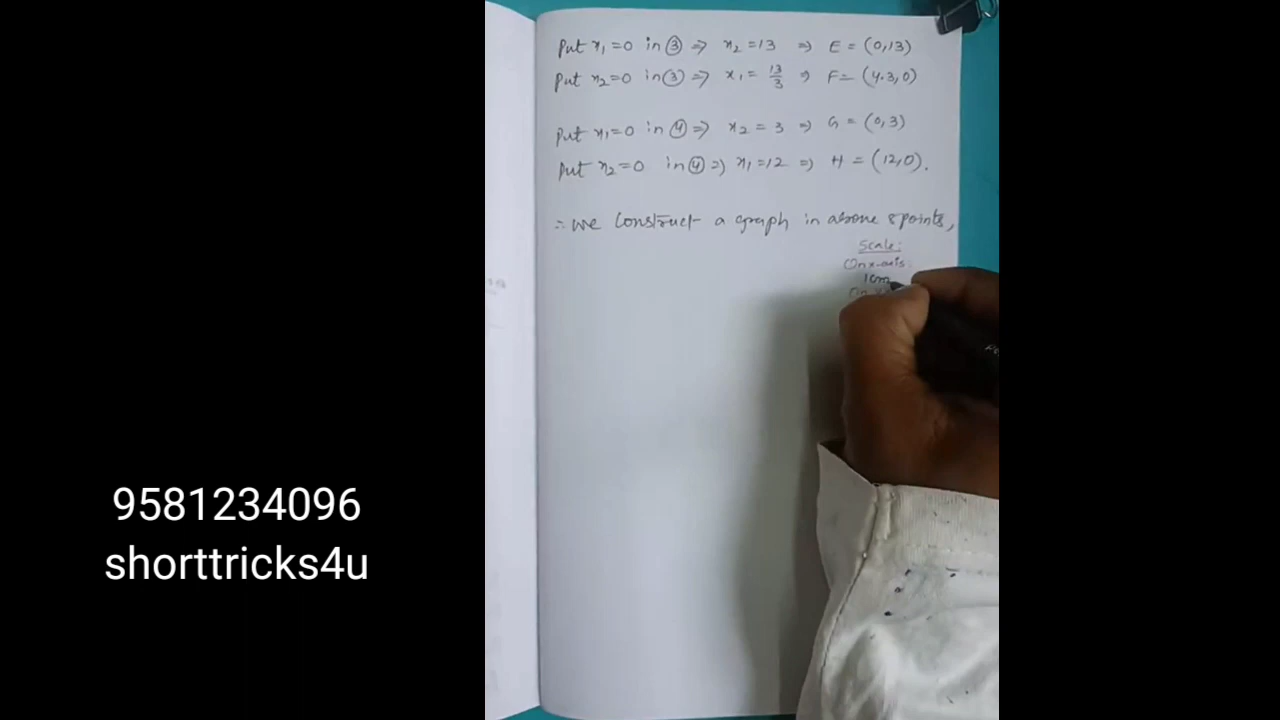 Put x₁=0 in ③ ⇒ x₂=13 ⇒ E = (0,13)
Put x₂=0 in ③ ⇒ x₁ = 13/3 ⇒ F = (4.3,0)
Put x₁=0 in ④ ⇒ x₂ = 3 ⇒ G = (0,3)
Put x₂=0 in ④ ⇒ x₁=12 ⇒ H = (12,0).
∴ we construct a graph in above 8 points,
Scale:
On x-axis:
1cm
On
9581234096
shorttricks4u